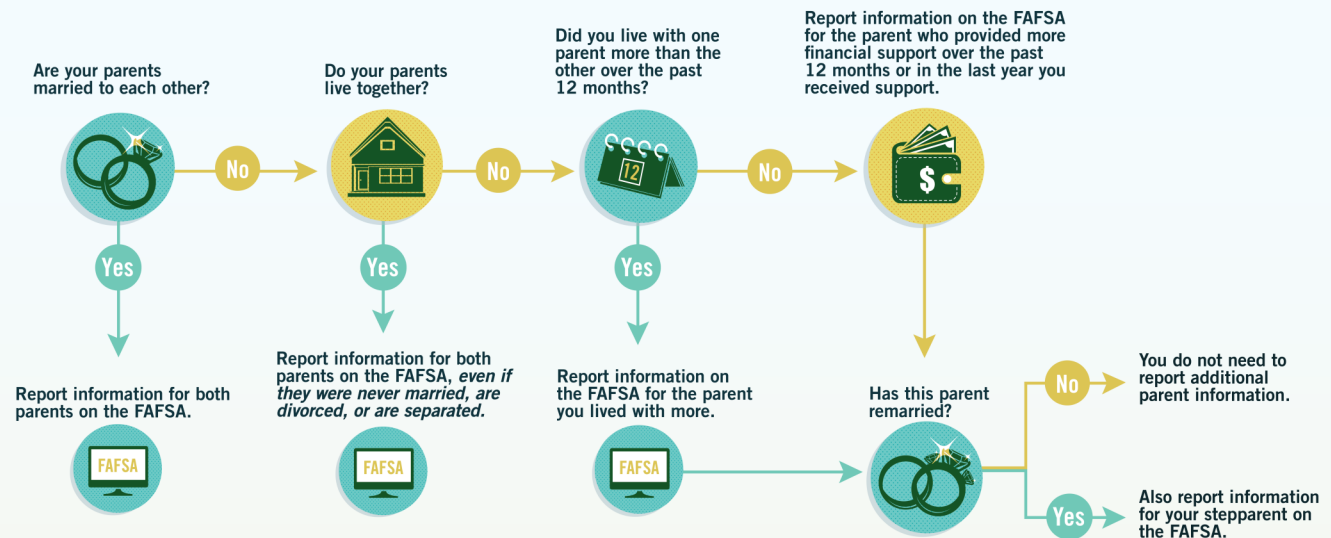 Are your parents
married to each other?
No
Yes
Report information for both
parents on the FAFSA.
FAFSA
Do your parents
live together?
No
Yes
Report information for both
parents on the FAFSA, even if
they were never married, are
divorced, or are separated.
FAFSA
Did you live with one
parent more than the
other over the past
12 months?
12
No
Yes
Report information on
the FAFSA for the parent
you lived with more.
FAFSA
Report information on the FAFSA
for the parent who provided more
financial support over the past
12 months or in the last year you
received support.
$
Has this parent
remarried?
No
You do not need to
report additional
parent information.
Yes
Also report information
for your stepparent on
the FAFSA.